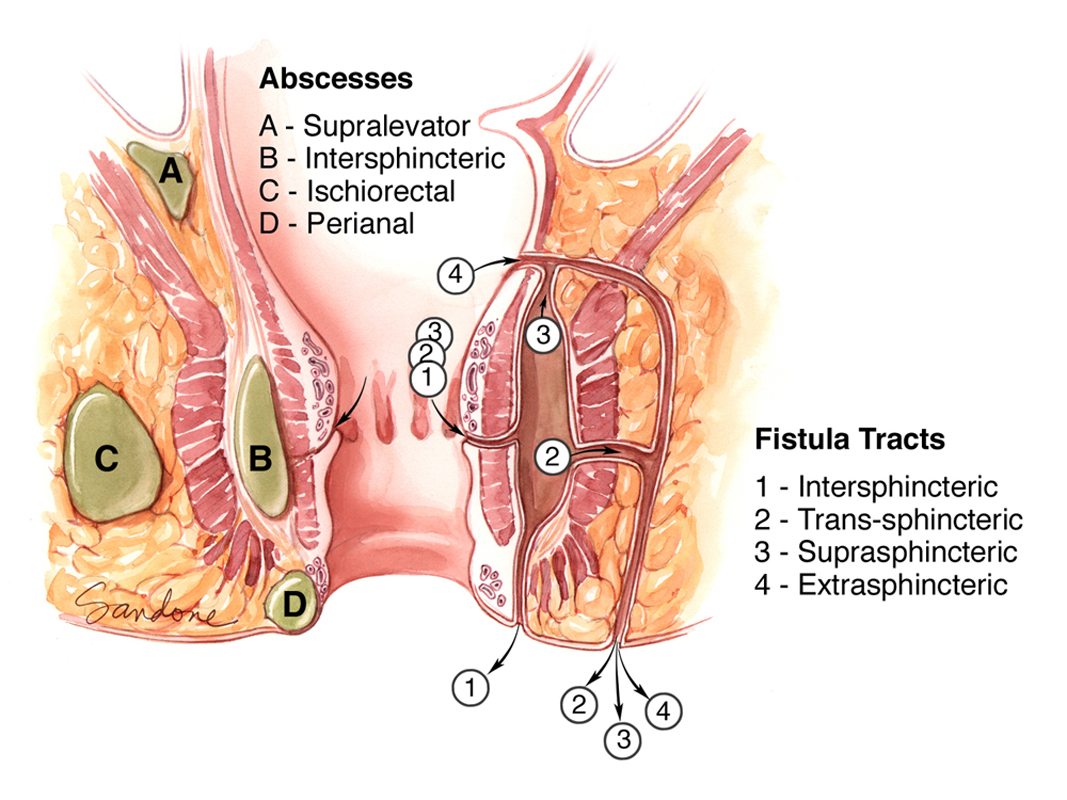 Abscesses
A - Supralevator
B - Intersphincteric
C - Ischiorectal
D - Perianal
A
4
3
2
1
3
2
C
B
D
Sandone
Fistula Tracts
1 - Intersphincteric
2 - Trans-sphincteric
3 - Suprasphincteric
4 - Extrasphincteric
1
2
4
3